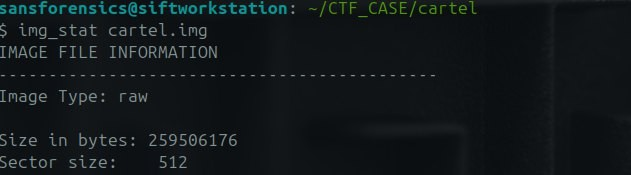 sansforensics@siftworkstation: ~/CTF_CASE/cartel
$ img_stat cartel.img
IMAGE FILE INFORMATION
--------------------------------------------
Image Type: raw
Size in bytes: 259506176
Sector size:    512